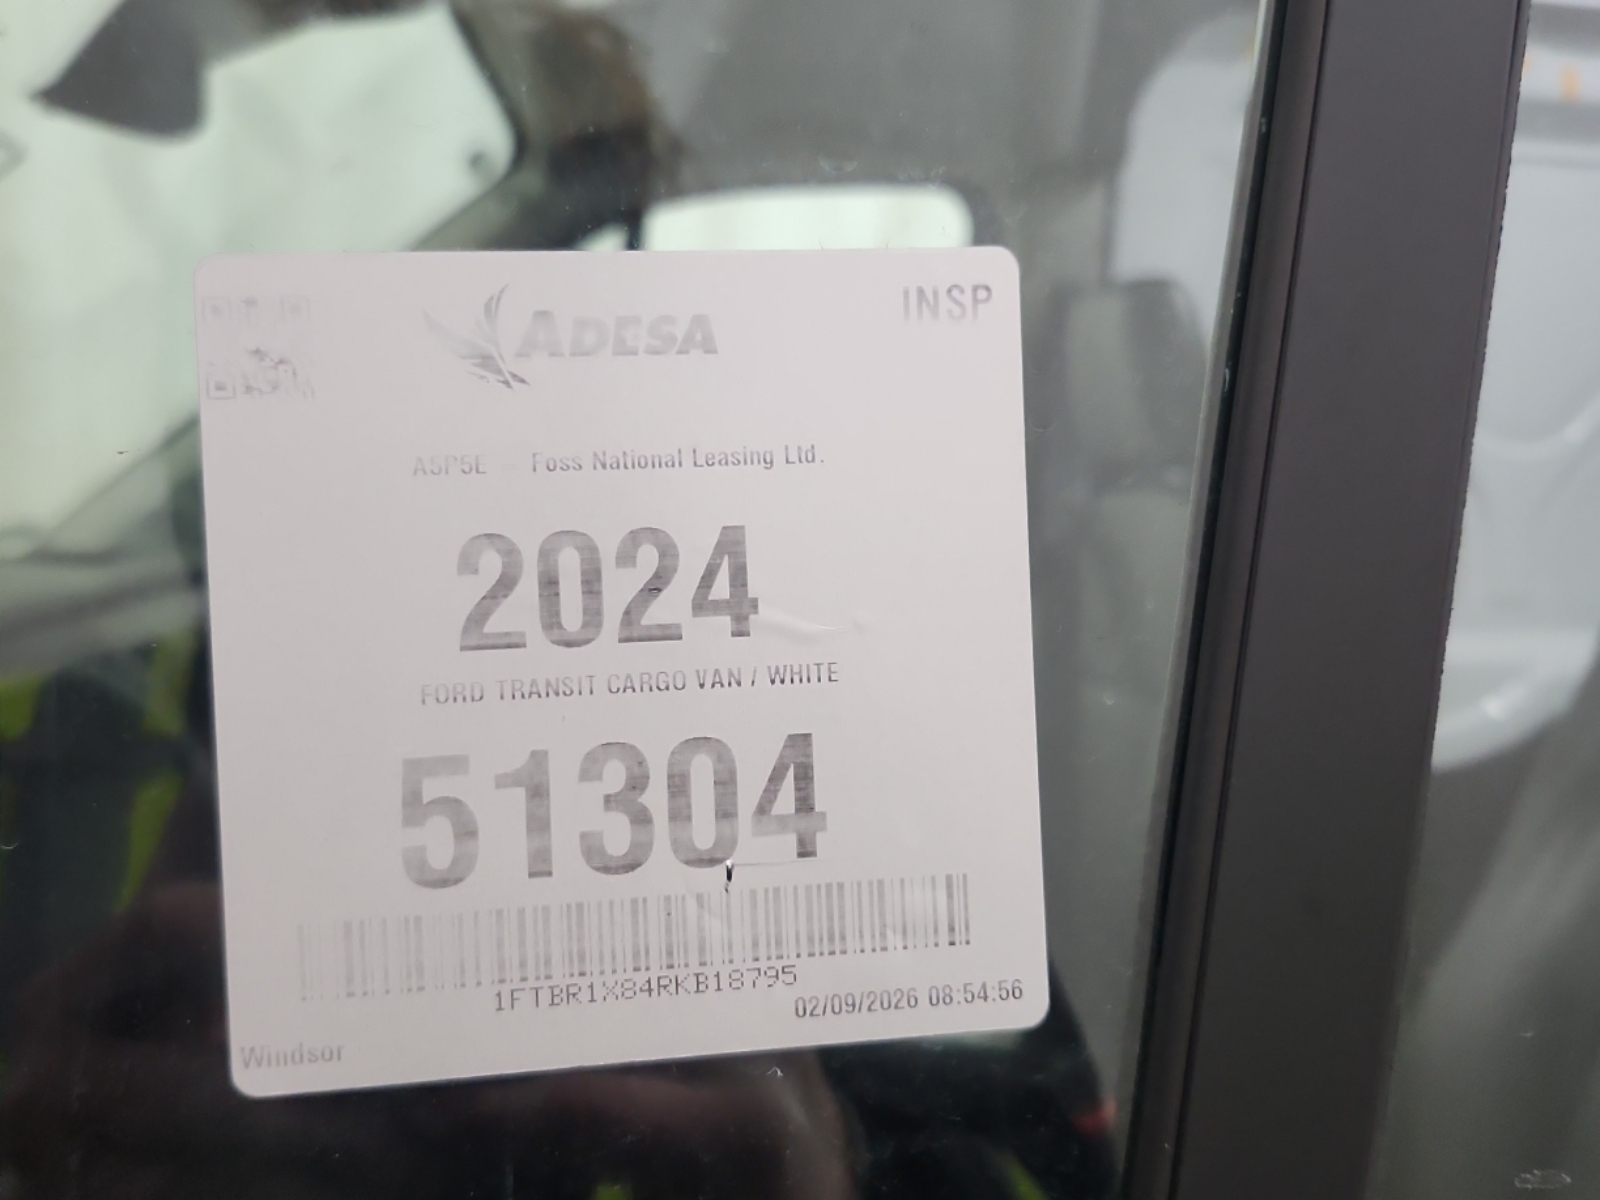 INSP
ADESA
A5P5E - Foss National Leasing Ltd.
2024
FORD TRANSIT CARGO VAN / WHITE
51304
1FTBR1X84RKB18795
02/09/2026 08:54:56
Windsor